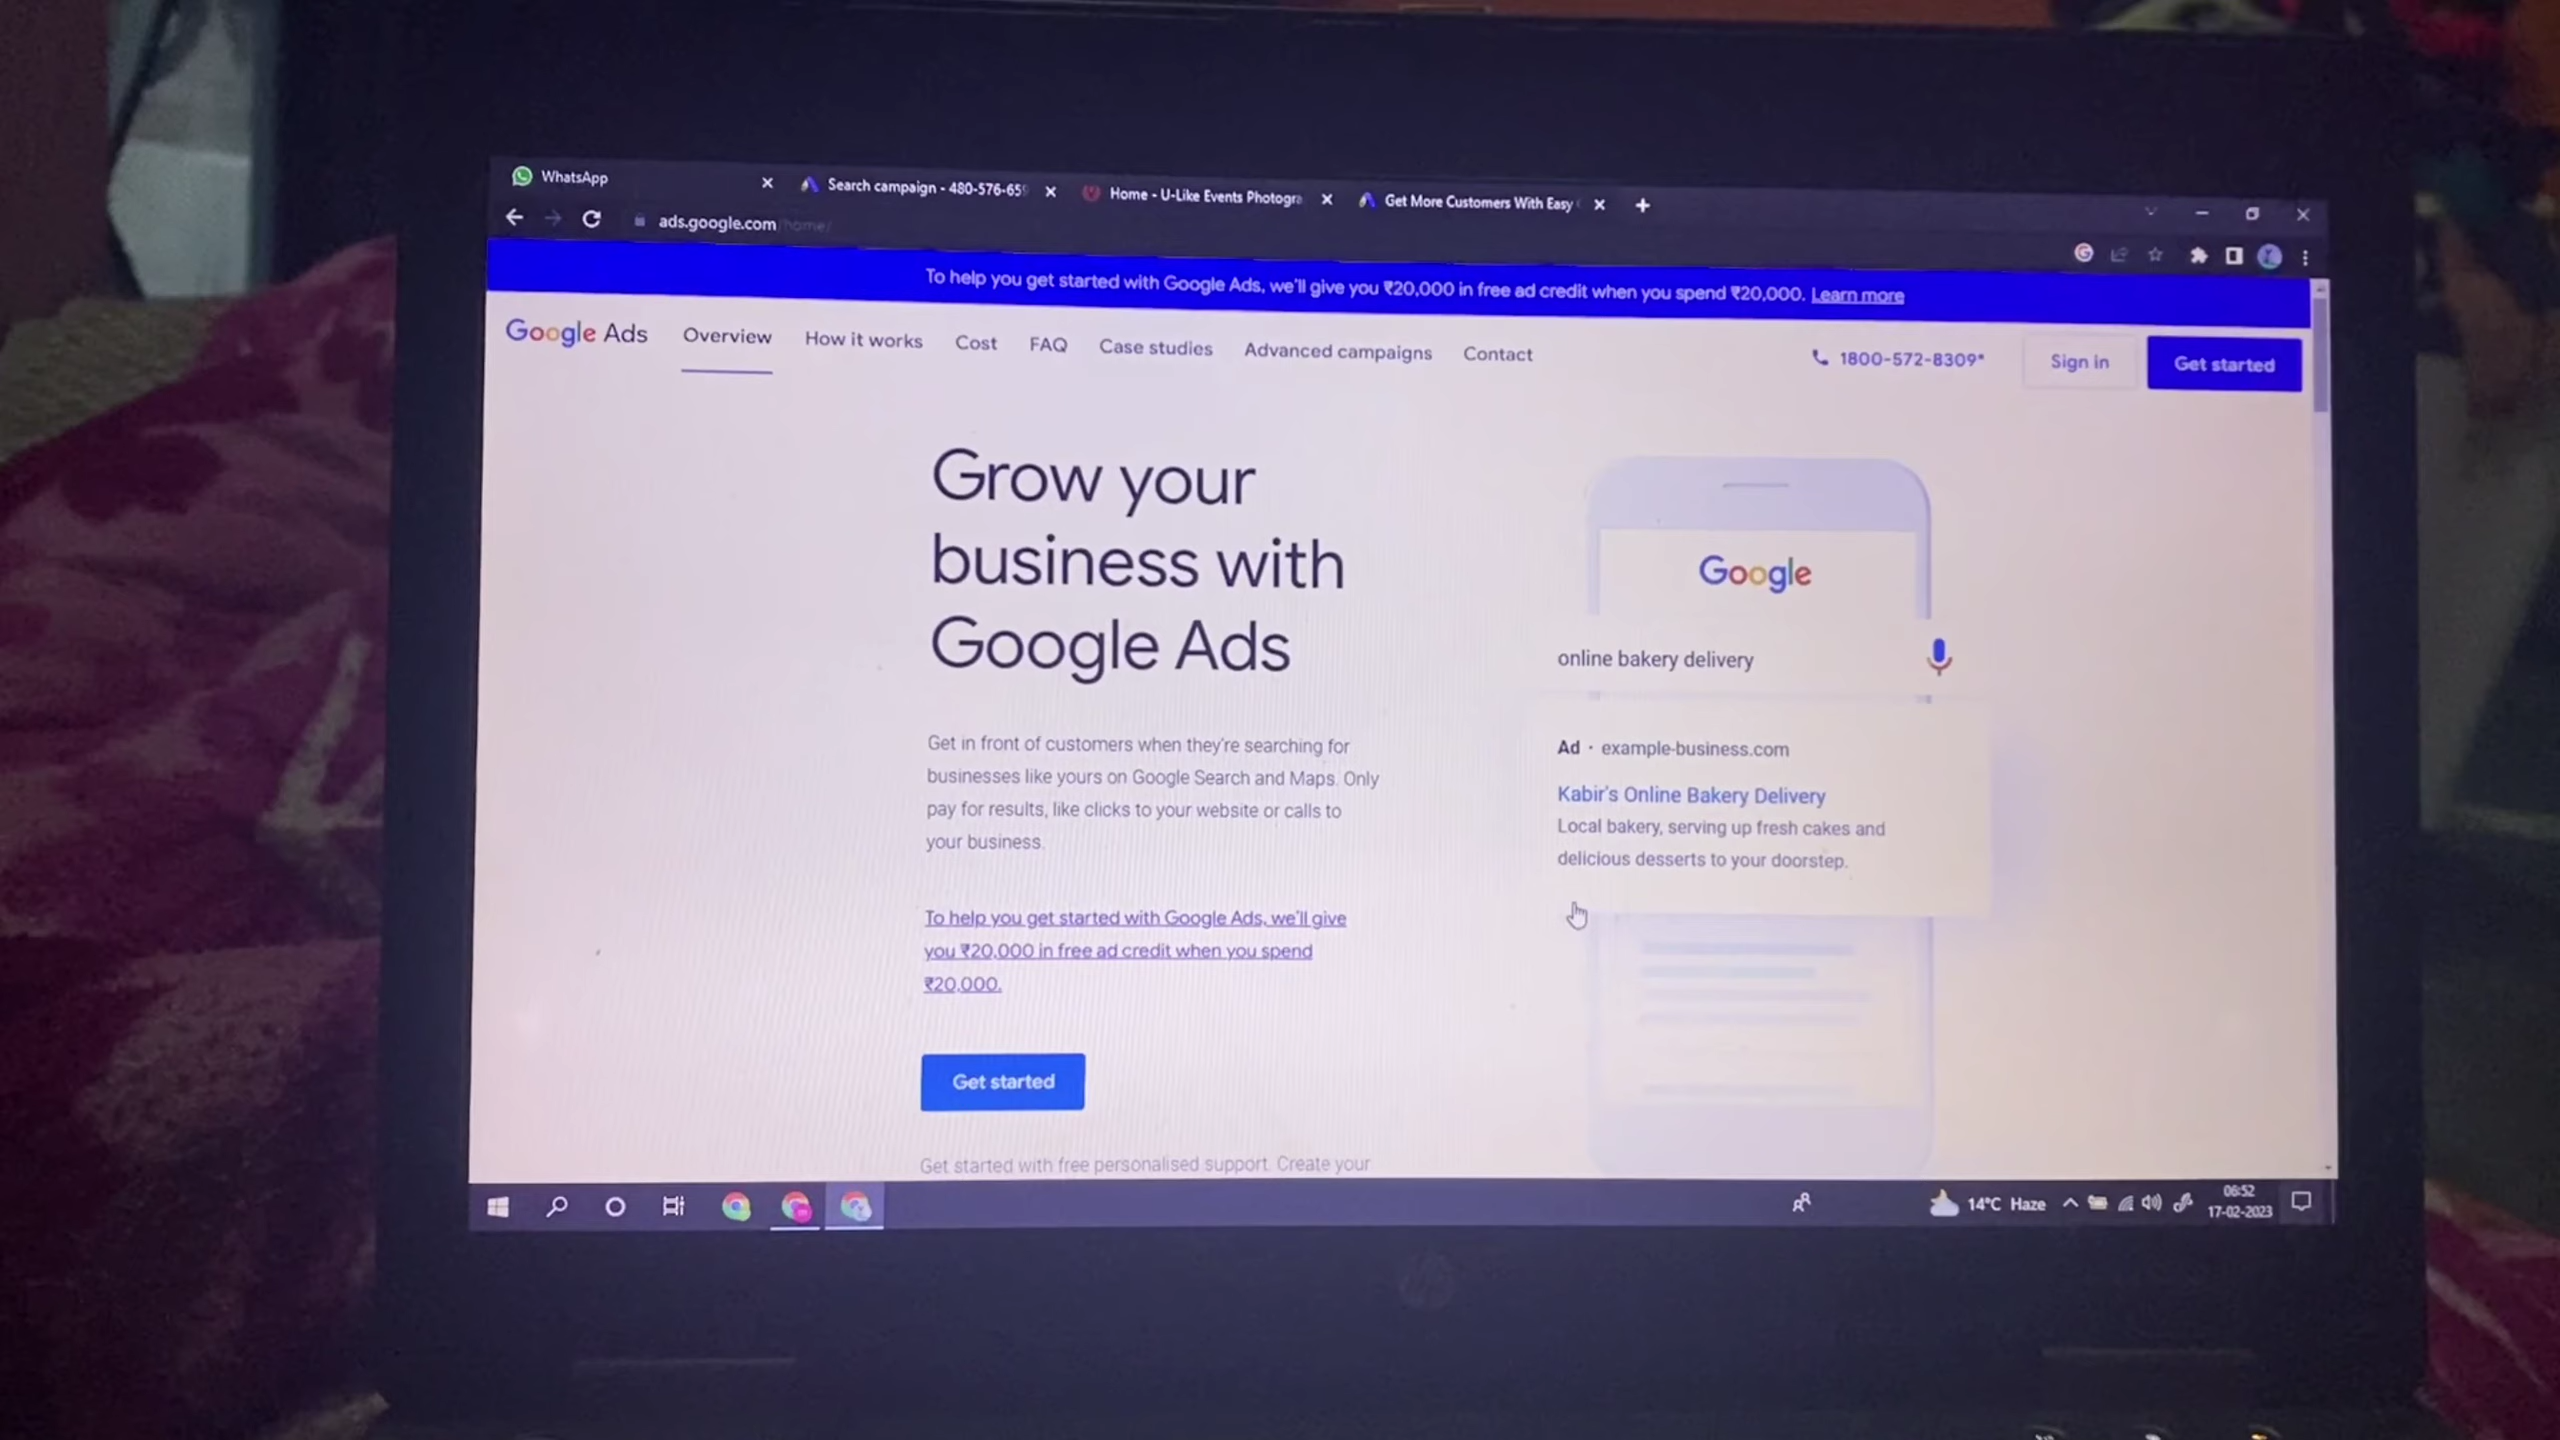 WhatsApp
Search campaign - 480-576-659
Home - U-Like Events Photogra
Get More Customers With Easy
ads.google.com/home/
To help you get started with Google Ads, we'll give you ₹20,000 in free ad credit when you spend ₹20,000. Learn more
Google Ads
Overview
How it works
Cost
FAQ
Case studies
Advanced campaigns
Contact
1800-572-8309*
Sign in
Get started
Grow your
business with
Google Ads
Get in front of customers when they're searching for
businesses like yours on Google Search and Maps. Only
pay for results, like clicks to your website or calls to
your business.
To help you get started with Google Ads, we'll give
you ₹20,000 in free ad credit when you spend
₹20,000.
Get started
Get started with free personalised support. Create your
Google
online bakery delivery
Ad · example-business.com
Kabir's Online Bakery Delivery
Local bakery, serving up fresh cakes and
delicious desserts to your doorstep.
14°C Haze
06:52
17-02-2023
hp